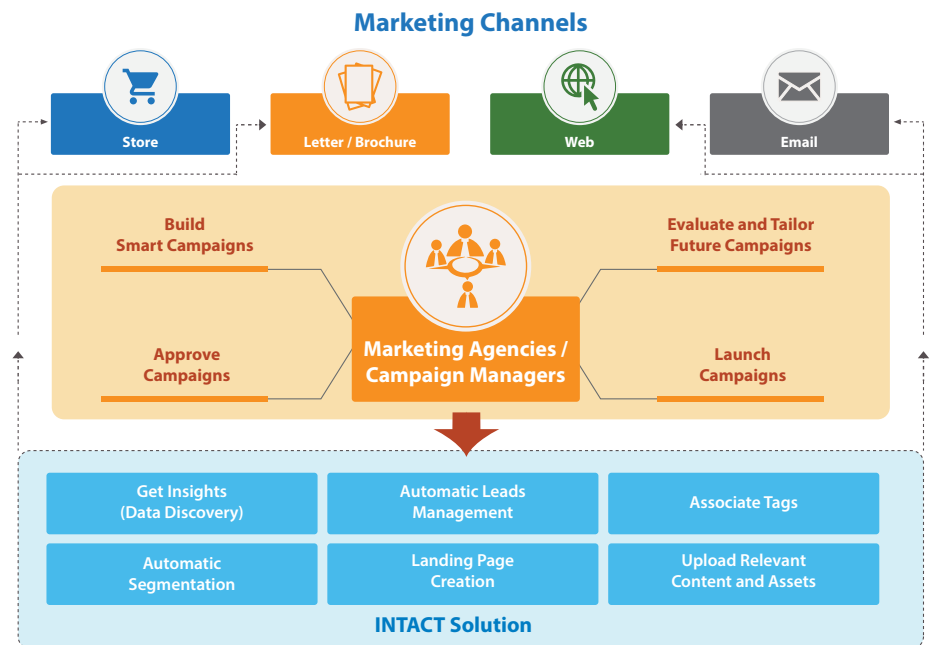 Marketing Channels
Store
Letter / Brochure
Web
Email
Build
Smart Campaigns
Evaluate and Tailor
Future Campaigns
Marketing Agencies /
Campaign Managers
Approve
Campaigns
Launch
Campaigns
Get Insights
(Data Discovery)
Automatic Leads
Management
Associate Tags
Automatic
Segmentation
Landing Page
Creation
Upload Relevant
Content and Assets
INTACT Solution